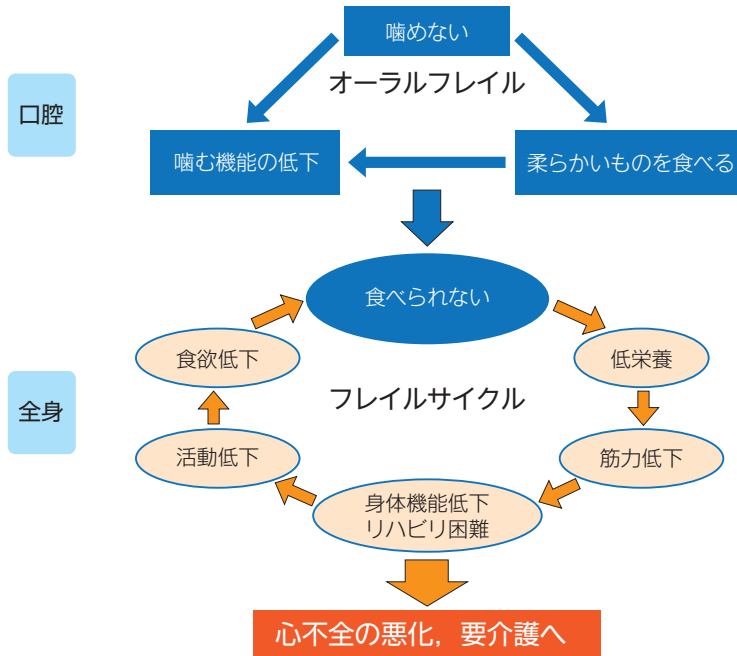 噛めない
オーラルフレイル
口腔
噛む機能の低下
柔らかいものを食べる
食べられない
食欲低下
低栄養
フレイルサイクル
全身
活動低下
筋力低下
身体機能低下
リハビリ困難
心不全の悪化，要介護へ